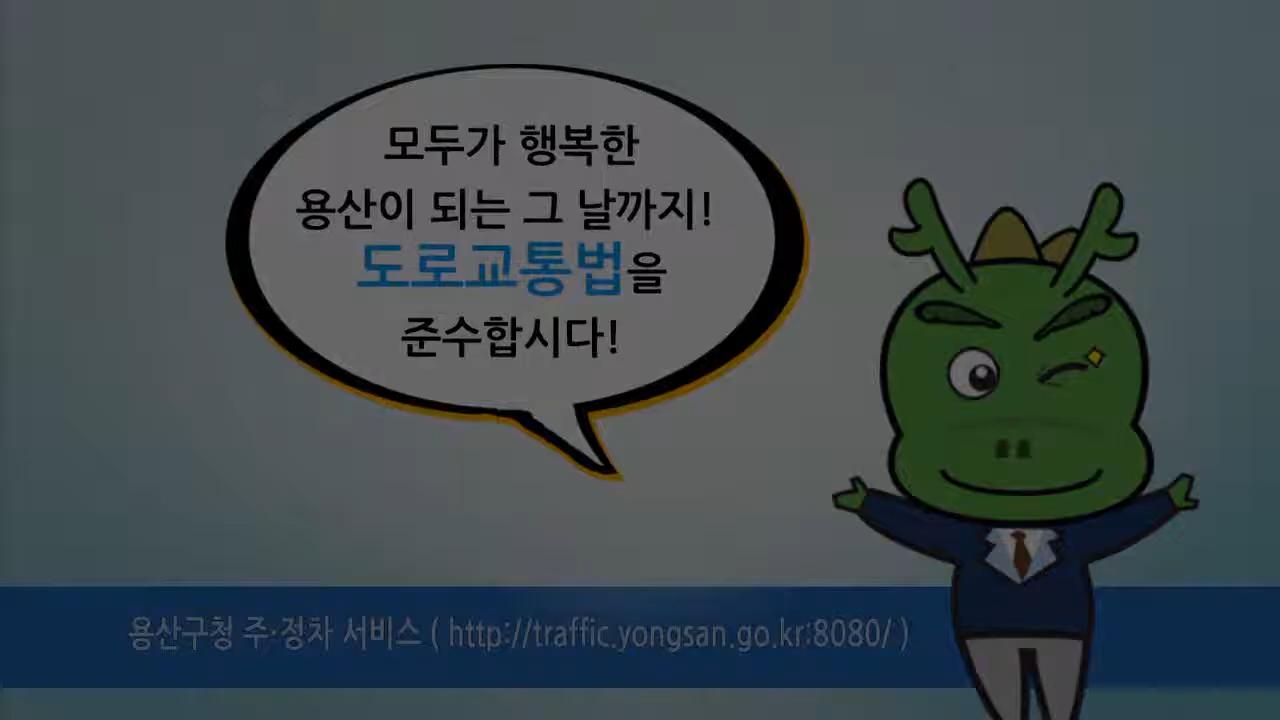 모두가 행복한
용산이 되는 그 날까지!
도로교통법을
준수합시다!
용산구청 주·정차 서비스 ( http://traffic.yongsan.go.kr:8080/ )